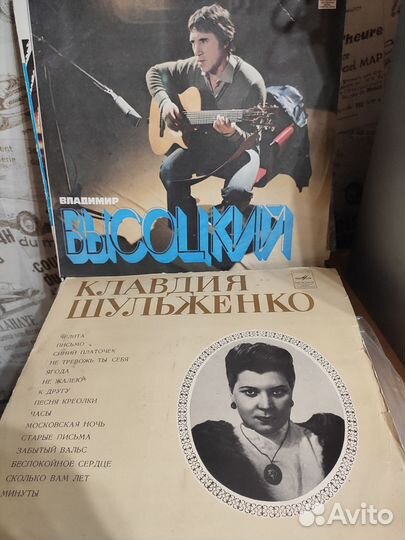 ВЛАДИМИР
ВЫСОЦКИЙ
КЛАВДИЯ
ШУЛЬЖЕНКО
ЧЕЛИТА
ПИСЬМО
СИНИЙ ПЛАТОЧЕК
НЕ ТРЕВОЖЬ ТЫ СЕБЯ
ЯГОДА
НЕ ЖАЛЕЮ
К ДРУГУ
ПЕСНЯ КРЕОЛКИ
ЧАСЫ
МОСКОВСКАЯ НОЧЬ
СТАРЫЕ ПИСЬМА
ЗАБЫТЫЙ ВАЛЬС
БЕСПОКОЙНОЕ СЕРДЦЕ
СКОЛЬКО ВАМ ЛЕТ
МИНУТЫ
Avito